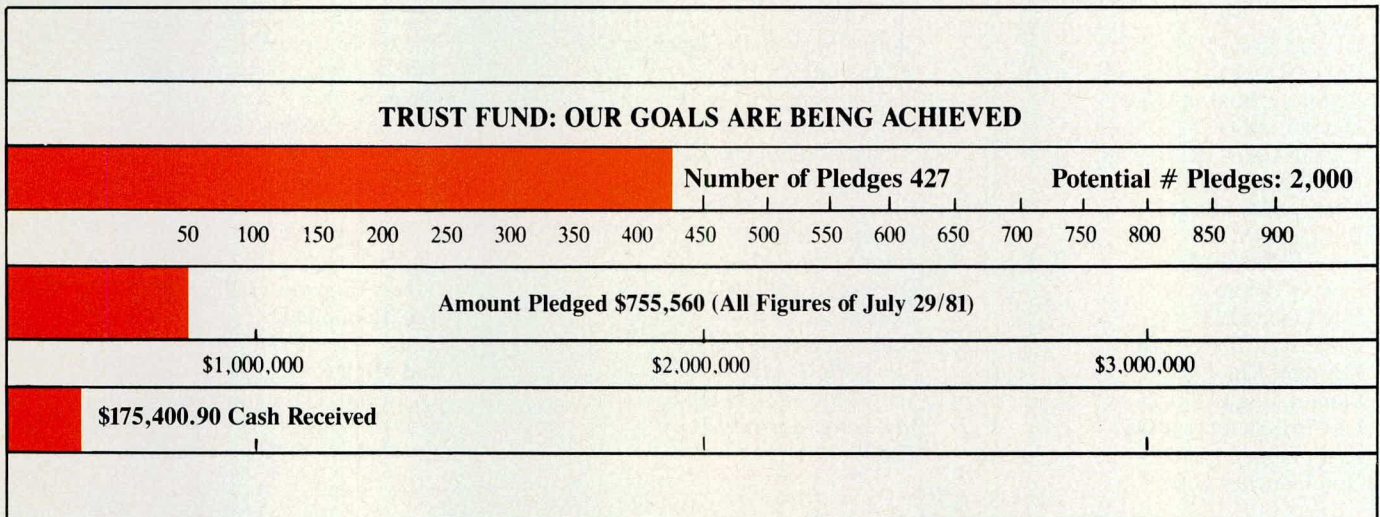 TRUST FUND: OUR GOALS ARE BEING ACHIEVED
Number of Pledges 427 Potential # Pledges: 2,000
50 100 150 200 250 300 350 400 450 500 550 600 650 700 750 800 850 900
Amount Pledged $755,560 (All Figures of July 29/81)
$1,000,000 $2,000,000 $3,000,000
$175,400.90 Cash Received